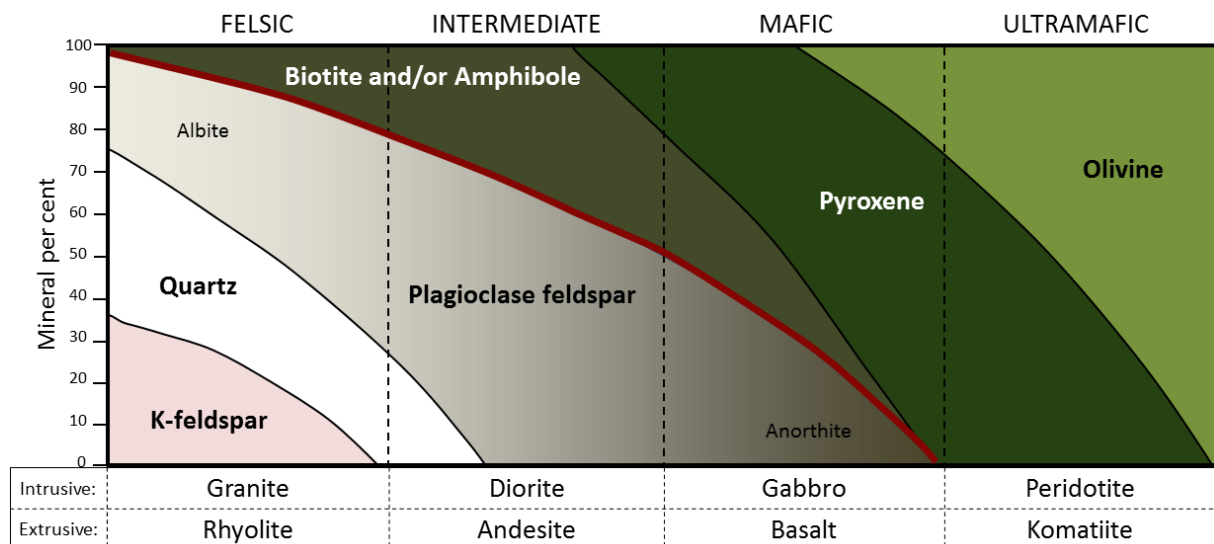 FELSIC INTERMEDIATE MAFIC ULTRAMAFIC
Mineral per cent
100
90
80
70
60
50
40
30
20
10
0
Biotite and/or Amphibole
Albite
Olivine
Pyroxene
Quartz
Plagioclase feldspar
K-feldspar
Anorthite
Intrusive: Granite Diorite Gabbro Peridotite
Extrusive: Rhyolite Andesite Basalt Komatiite